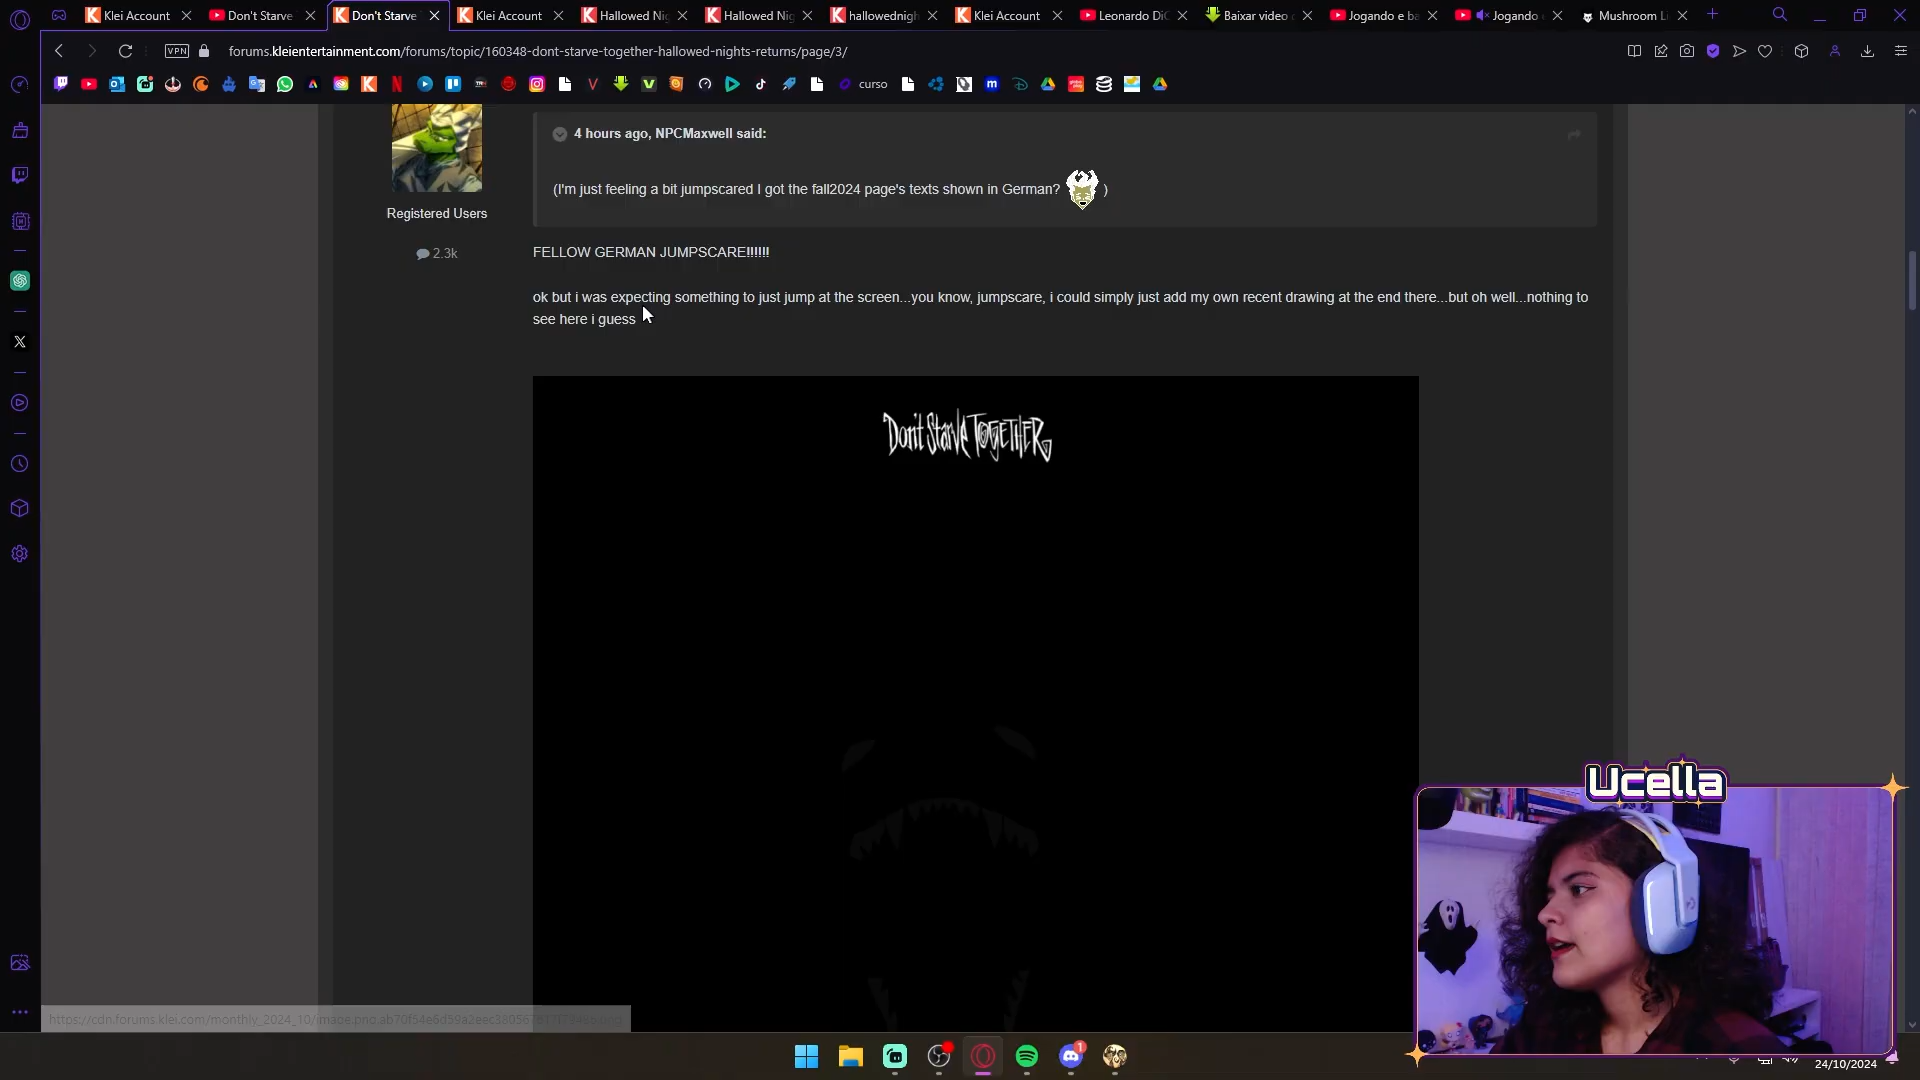 Klei Account
Don't Starve
Don't Starve
Klei Account
Hallowed Nig
Hallowed Nig
hallowednigh
Klei Account
Leonardo DiC
Baixar video
Jogando e ba
Jogando
Mushroom Li
VPN
forums.kleientertainment.com/forums/topic/160348-dont-starve-together-hallowed-nights-returns/page/3/
curso
4 hours ago, NPCMaxwell said:
(I'm just feeling a bit jumpscared I got the fall2024 page's texts shown in German? )
Registered Users
2.3k
FELLOW GERMAN JUMPSCARE!!!!!!
ok but i was expecting something to just jump at the screen...you know, jumpscare, i could simply just add my own recent drawing at the end there...but oh well...nothing to
see here i guess
Don't Starve Together
Ucella
24/10/2024